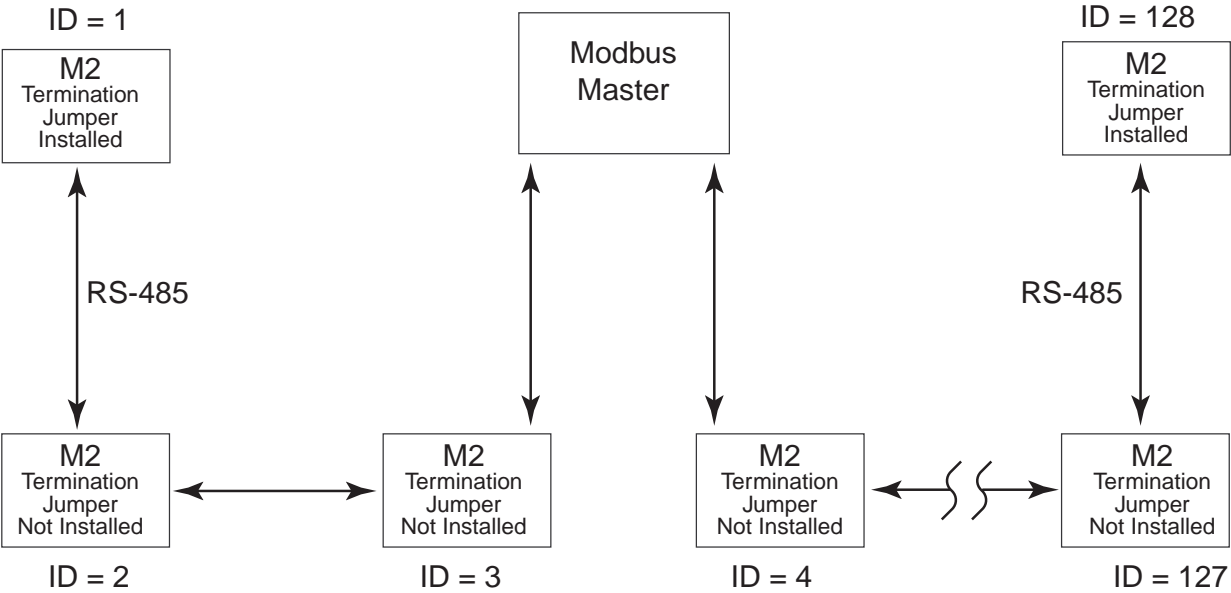 ID = 1
M2
Termination
Jumper
Installed
Modbus
Master
ID = 128
M2
Termination
Jumper
Installed
RS-485
RS-485
M2
Termination
Jumper
Not Installed
ID = 2
M2
Termination
Jumper
Not Installed
ID = 3
M2
Termination
Jumper
Not Installed
ID = 4
M2
Termination
Jumper
Not Installed
ID = 127